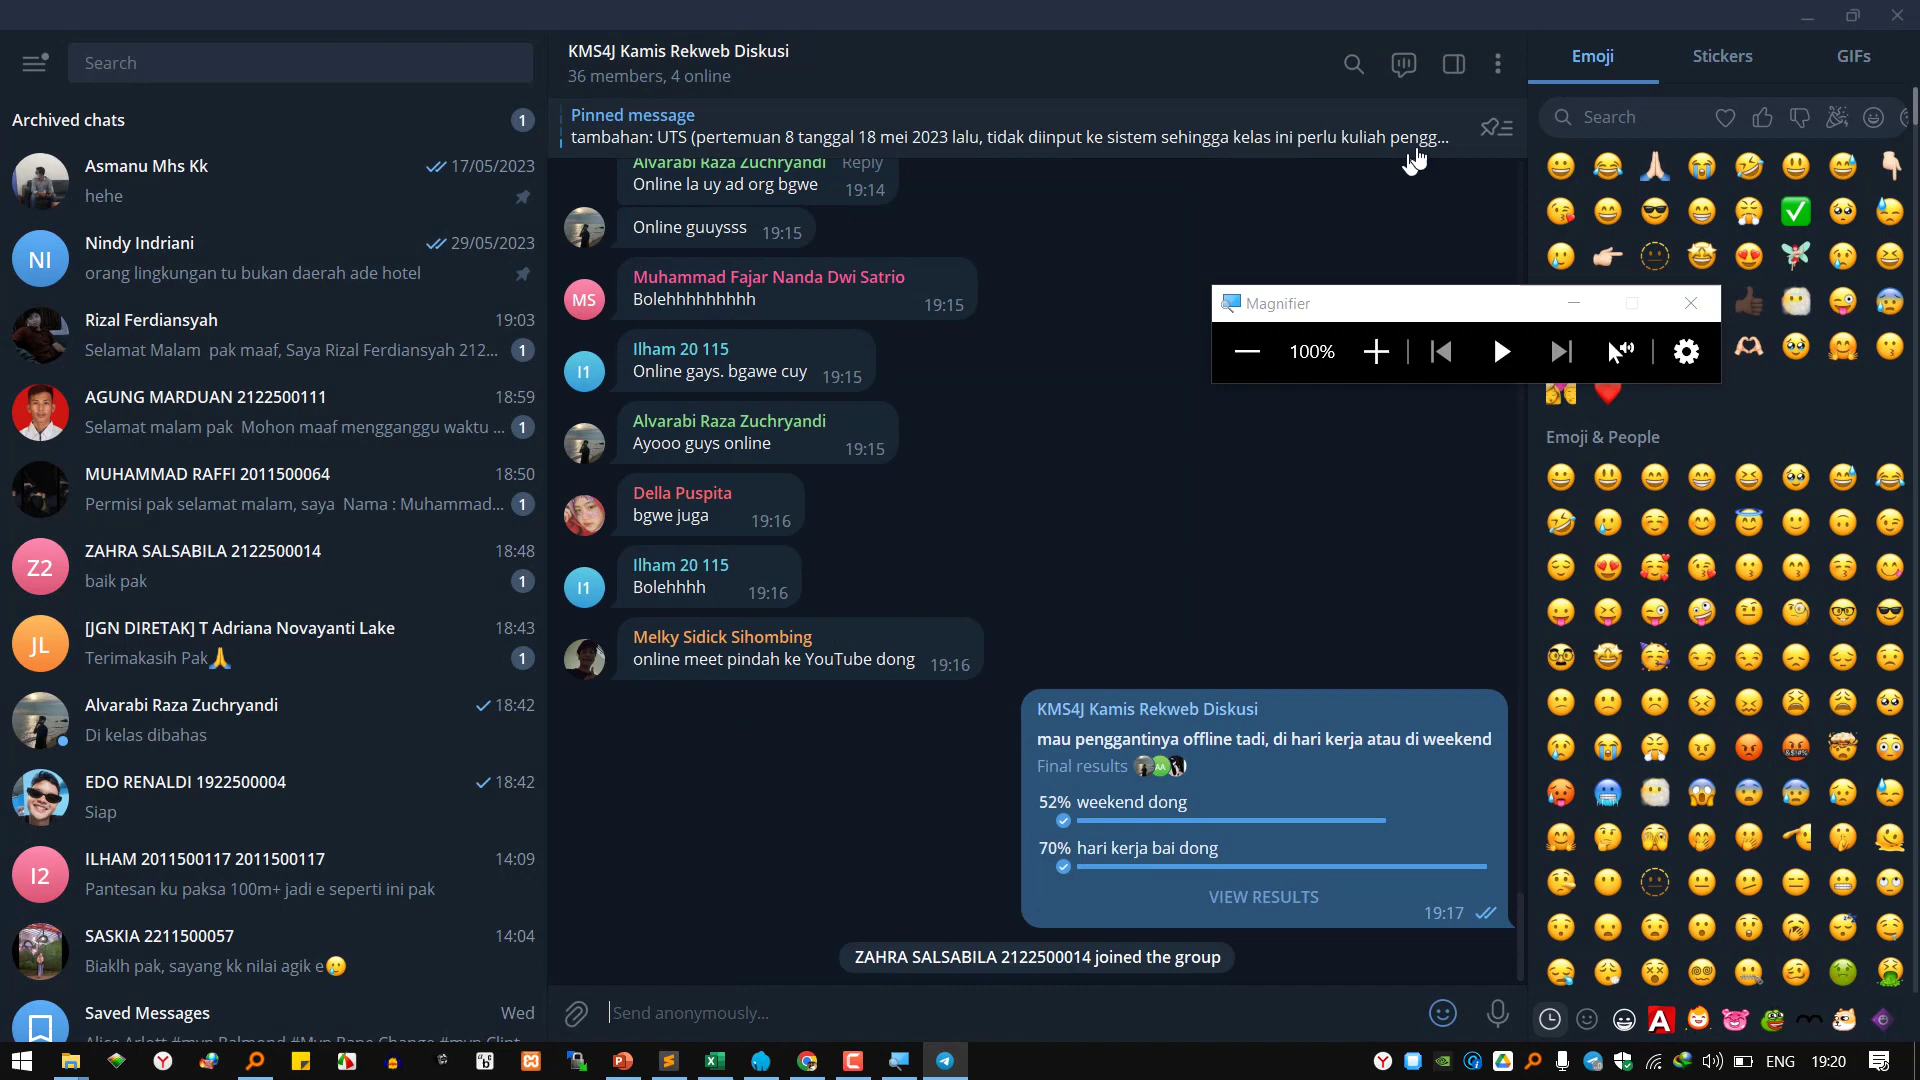 Search
Archived chats
1
Asmanu Mhs Kk
17/05/2023
hehe
Nindy Indriani
29/05/2023
NI
orang lingkungan tu bukan daerah ade hotel
Rizal Ferdiansyah
19:03
Selamat Malam pak maaf, Saya Rizal Ferdiansyah 212...
1
AGUNG MARDUAN 2122500111
18:59
Selamat malam pak Mohon maaf mengganggu waktu ...
1
MUHAMMAD RAFFI 2011500064
18:50
Permisi pak selamat malam, saya Nama : Muhammad...
1
ZAHRA SALSABILA 2122500014
18:48
Z2
baik pak
1
[JGN DIRETAK] T Adriana Novayanti Lake
18:43
JL
Terimakasih Pak🙏
1
Alvarabi Raza Zuchryandi
18:42
Di kelas dibahas
EDO RENALDI 1922500004
18:42
Siap
ILHAM 2011500117 2011500117
14:09
I2
Pantesan ku paksa 100m+ jadi e seperti ini pak
SASKIA 2211500057
14:04
Biaklh pak, sayang kk nilai agik e🥲
Saved Messages
Wed
KMS4J Kamis Rekweb Diskusi
36 members, 4 online
Pinned message
tambahan: UTS (pertemuan 8 tanggal 18 mei 2023 lalu, tidak diinput ke sistem sehingga kelas ini perlu kuliah pengg...
Alvarabi Raza Zuchryandi Reply
Online la uy ad org bgwe
19:14
Online guuysss
19:15
Muhammad Fajar Nanda Dwi Satrio
MS
Bolehhhhhhhhh
19:15
Ilham 20 115
I1
Online gays. bgawe cuy
19:15
Alvarabi Raza Zuchryandi
Ayooo guys online
19:15
Della Puspita
bgwe juga
19:16
Ilham 20 115
I1
Bolehhhh
19:16
Melky Sidick Sihombing
online meet pindah ke YouTube dong
19:16
KMS4J Kamis Rekweb Diskusi
mau penggantinya offline tadi, di hari kerja atau di weekend
Final results
AA
52% weekend dong
70% hari kerja bai dong
VIEW RESULTS
19:17
ZAHRA SALSABILA 2122500014 joined the group
Send anonymously...
Emoji
Stickers
GIFs
Search
Magnifier
100%
Emoji & People
ENG
19:20